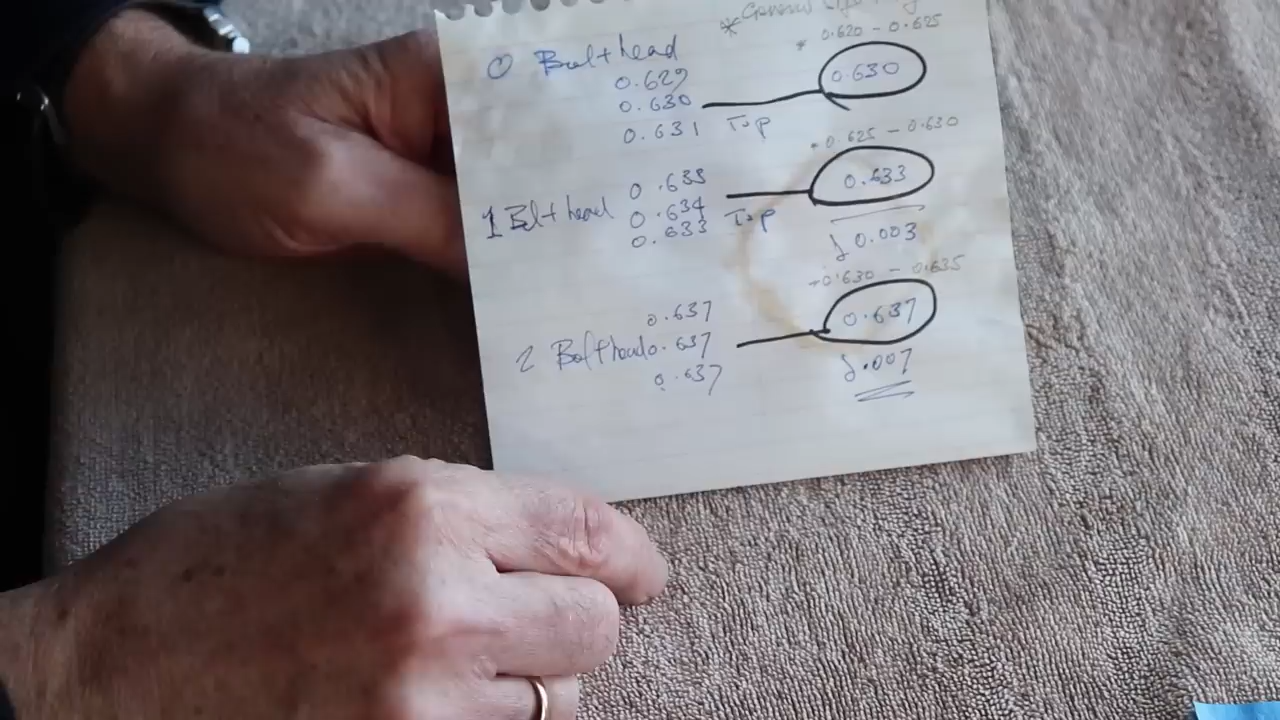 * General
0 Bolt head
* 0.620 - 0.625
0.629
0.630
0.630
0.631 Top
* 0.625 - 0.630
0.633
0.633
1 Bolt head 0.634 Top
0.633
0.003
0.630 - 0.635
0.637
0.637
2 Bolt head 0.637
0.637
.007